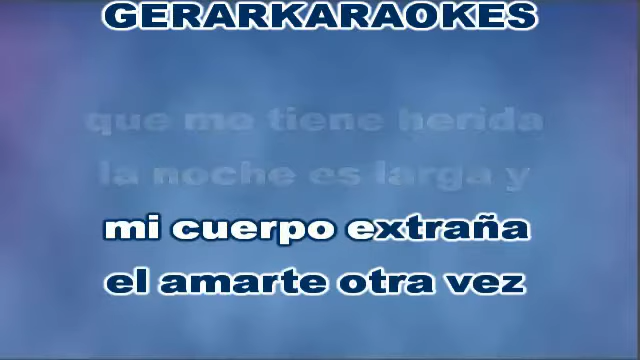 GERARKARAOKES
que me tiene herida
la noche es larga y
mi cuerpo extraña
el amarte otra vez